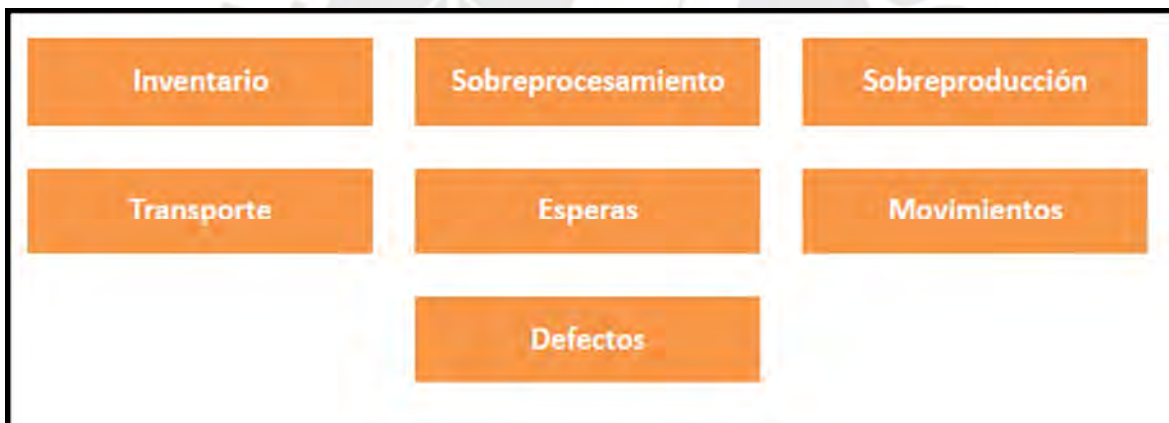 Inventario
Sobreprocesamiento
Sobreproducción
Transporte
Esperas
Movimientos
Defectos